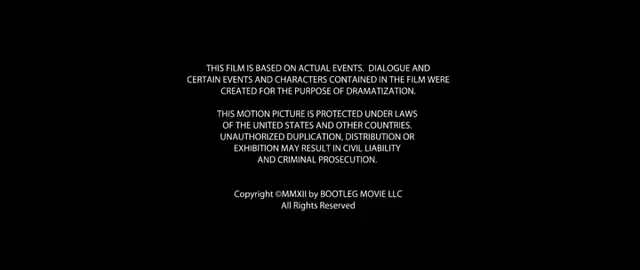 THIS FILM IS BASED ON ACTUAL EVENTS.  DIALOGUE AND
CERTAIN EVENTS AND CHARACTERS CONTAINED IN THE FILM WERE
CREATED FOR THE PURPOSE OF DRAMATIZATION.
THIS MOTION PICTURE IS PROTECTED UNDER LAWS
OF THE UNITED STATES AND OTHER COUNTRIES.
UNAUTHORIZED DUPLICATION, DISTRIBUTION OR
EXHIBITION MAY RESULT IN CIVIL LIABILITY
AND CRIMINAL PROSECUTION.
Copyright ©MMXII by BOOTLEG MOVIE LLC
All Rights Reserved